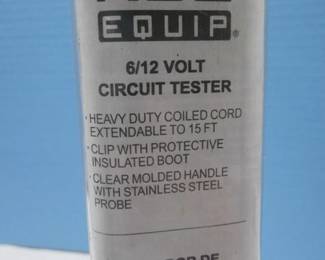 EQUIP®
6/12 VOLT
CIRCUIT TESTER
· HEAVY DUTY COILED CORD
EXTENDABLE TO 15 FT
· CLIP WITH PROTECTIVE
INSULATED BOOT
· CLEAR MOLDED HANDLE
WITH STAINLESS STEEL
PROBE
DE